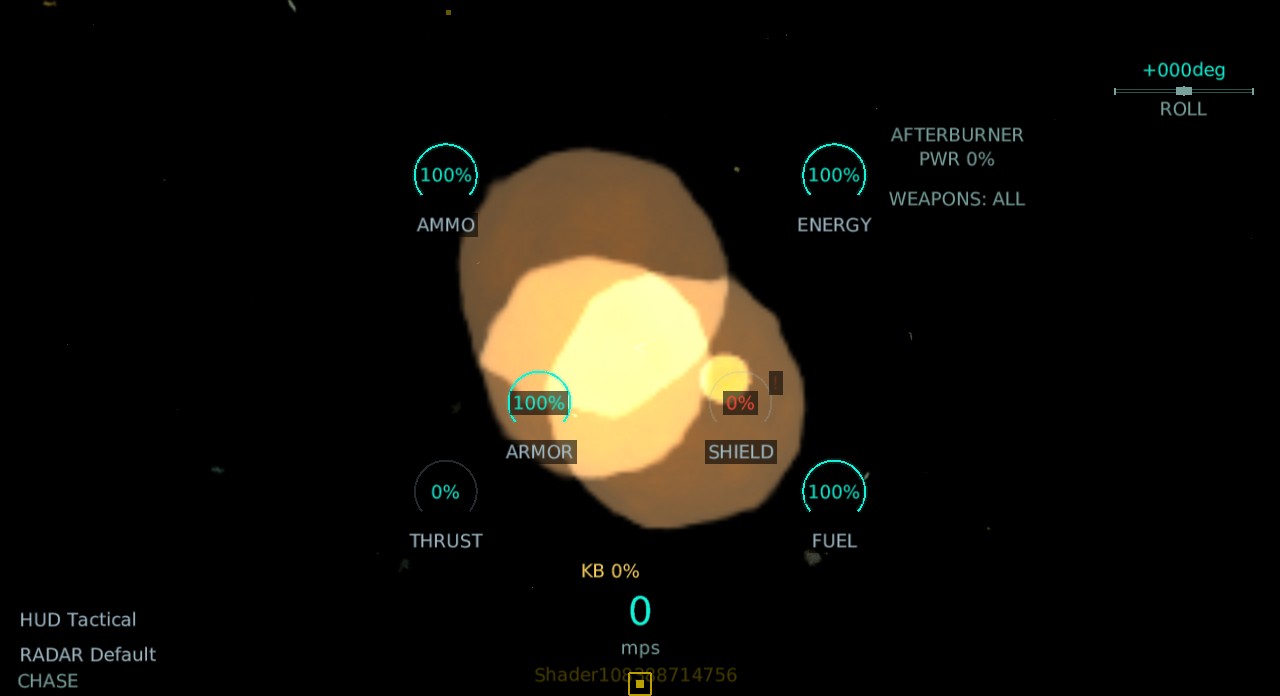 +000deg
ROLL
AFTERBURNER
PWR 0%
WEAPONS: ALL
100%
AMMO
100%
ENERGY
100%
ARMOR
0%
SHIELD
0%
THRUST
100%
FUEL
KB 0%
0
mps
HUD Tactical
RADAR Default
CHASE